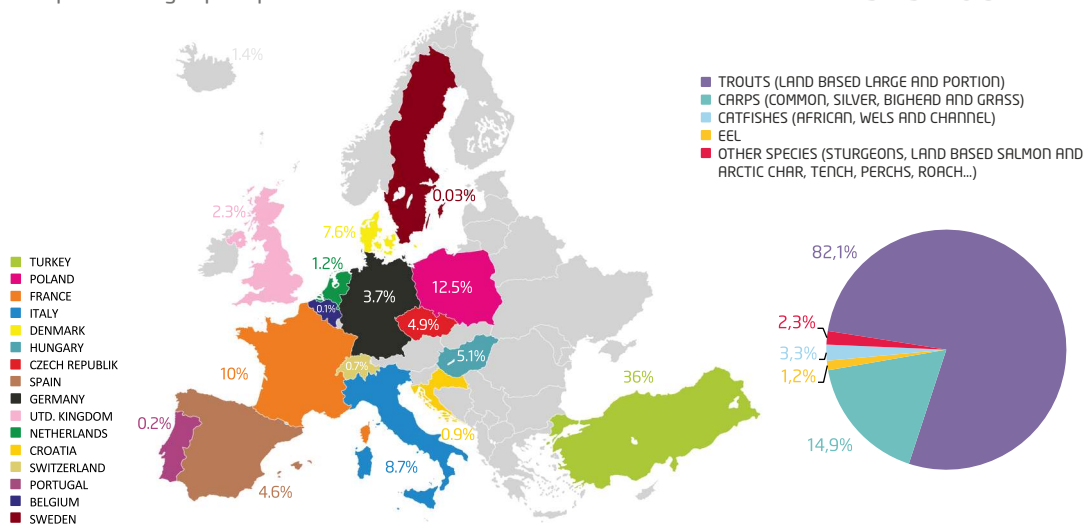 1.4%
0.03%
2.3%
7.6%
1.2%
0.1%
3.7%
12.5%
4.9%
5.1%
0.7%
10%
36%
0.9%
0.2%
8.7%
4.6%
TURKEY
POLAND
FRANCE
ITALY
DENMARK
HUNGARY
CZECH REPUBLIK
SPAIN
GERMANY
UTD. KINGDOM
NETHERLANDS
CROATIA
SWITZERLAND
PORTUGAL
BELGIUM
SWEDEN
TROUTS (LAND BASED LARGE AND PORTION)
CARPS (COMMON, SILVER, BIGHEAD AND GRASS)
CATFISHES (AFRICAN, WELS AND CHANNEL)
EEL
OTHER SPECIES (STURGEONS, LAND BASED SALMON AND
ARCTIC CHAR, TENCH, PERCHS, ROACH...)
82,1%
2,3%
3,3%
1,2%
14,9%